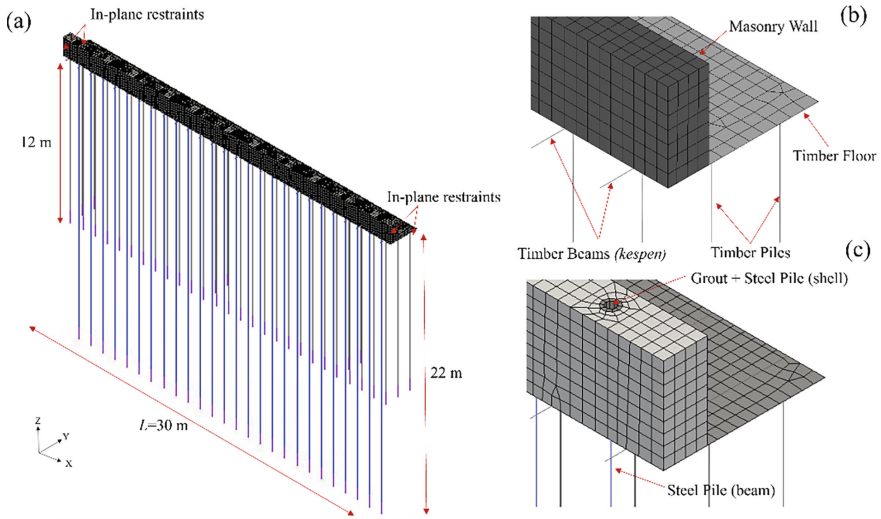 (a)
In-plane restraints
12 m
In-plane restraints
22 m
L=30 m
Z
Y
X
(b)
Masonry Wall
Timber Floor
Timber Beams (kespen)
Timber Piles
(c)
Grout + Steel Pile (shell)
Steel Pile (beam)